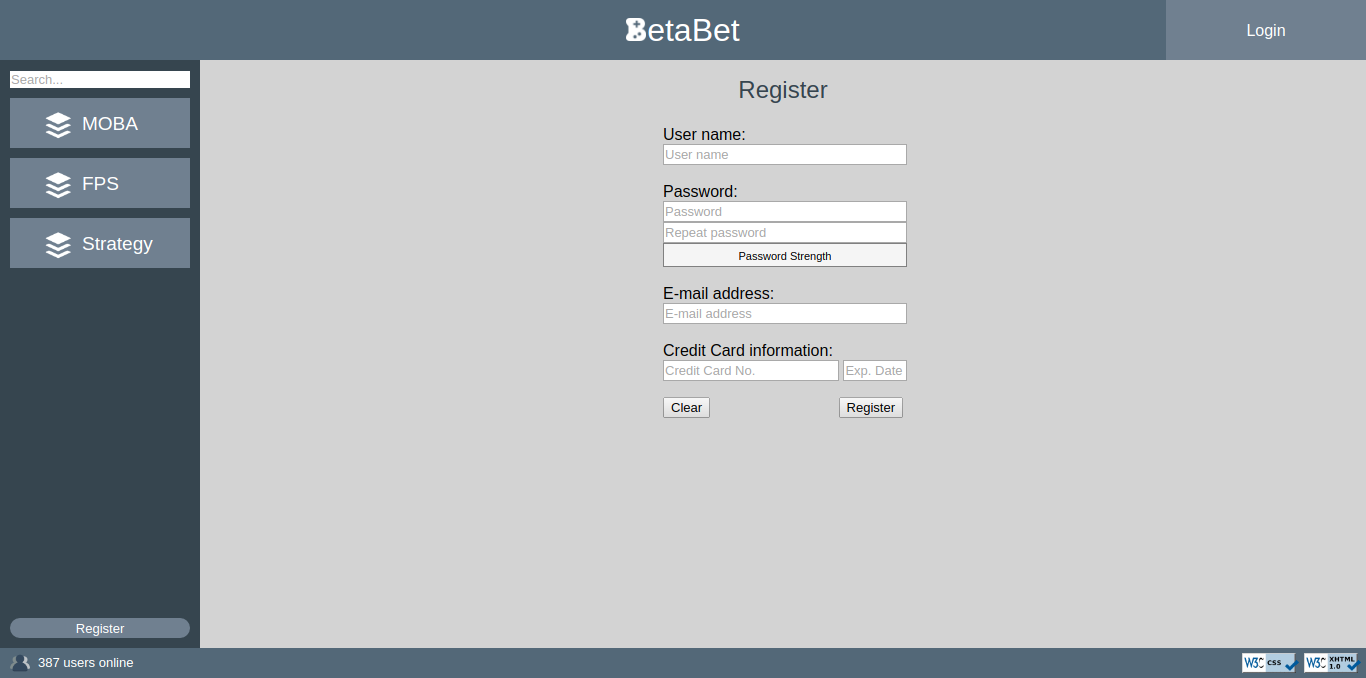 BetaBet
Login
Search...
MOBA
FPS
Strategy
Register
Register
User name:
User name
Password:
Password
Repeat password
Password Strength
E-mail address:
E-mail address
Credit Card information:
Credit Card No. Exp. Date
Clear Register
387 users online
W3C CSS
W3C XHTML 1.0